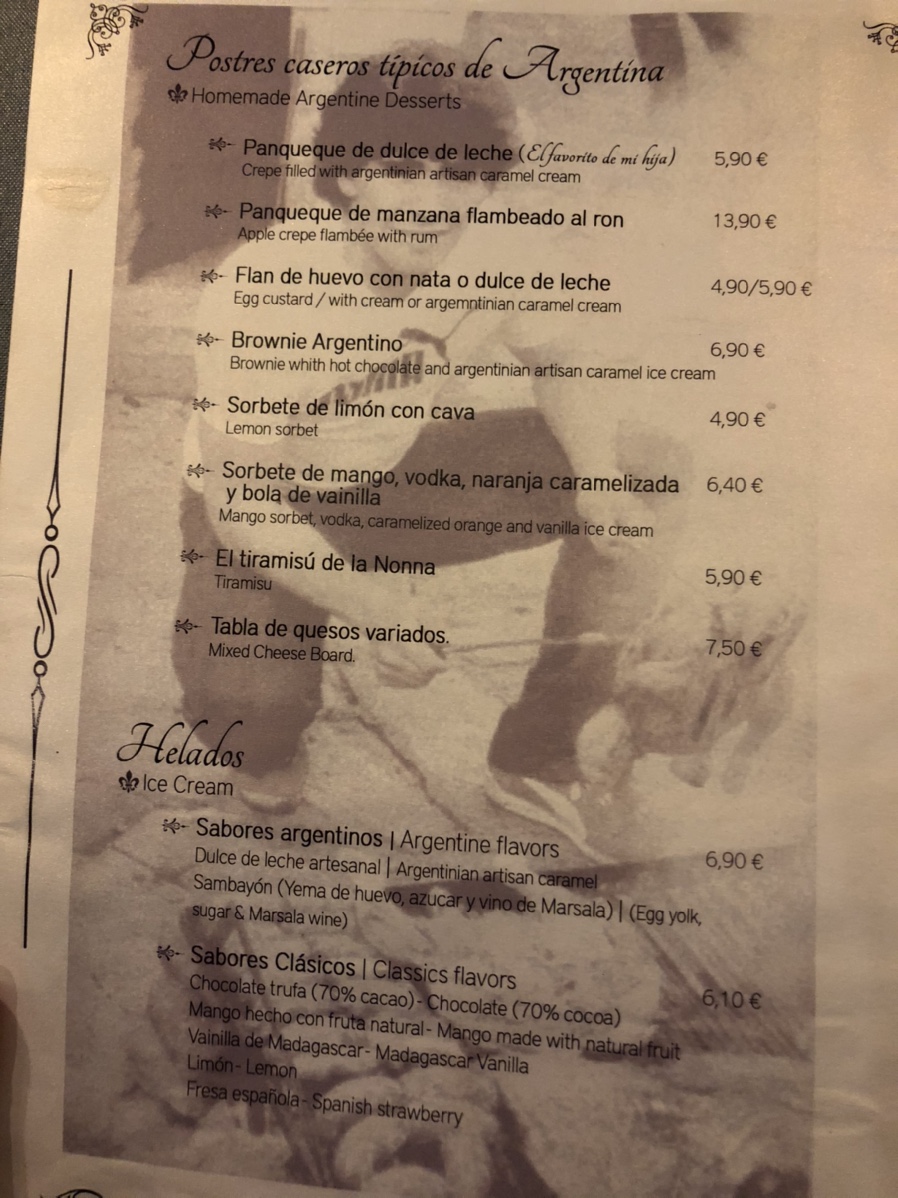 Postres caseros típicos de Argentina
Homemade Argentine Desserts
Panqueque de dulce de leche (El favorito de mi hija) 5,90 €
Crepe filled with argentinian artisan caramel cream
Panqueque de manzana flambeado al ron 13,90 €
Apple crepe flambée with rum
Flan de huevo con nata o dulce de leche 4,90/5,90 €
Egg custard / with cream or argemntinian caramel cream
Brownie Argentino 6,90 €
Brownie whith hot chocolate and argentinian artisan caramel ice cream
Sorbete de limón con cava 4,90 €
Lemon sorbet
Sorbete de mango, vodka, naranja caramelizada 6,40 €
y bola de vainilla
Mango sorbet, vodka, caramelized orange and vanilla ice cream
El tiramisú de la Nonna 5,90 €
Tiramisu
Tabla de quesos variados. 7,50 €
Mixed Cheese Board.
Helados
Ice Cream
Sabores argentinos | Argentine flavors 6,90 €
Dulce de leche artesanal | Argentinian artisan caramel
Sambayón (Yema de huevo, azucar y vino de Marsala) | (Egg yolk,
sugar & Marsala wine)
Sabores Clásicos | Classics flavors 6,10 €
Chocolate trufa (70% cacao)- Chocolate (70% cocoa)
Mango hecho con fruta natural- Mango made with natural fruit
Vainilla de Madagascar- Madagascar Vanilla
Limón- Lemon
Fresa española- Spanish strawberry